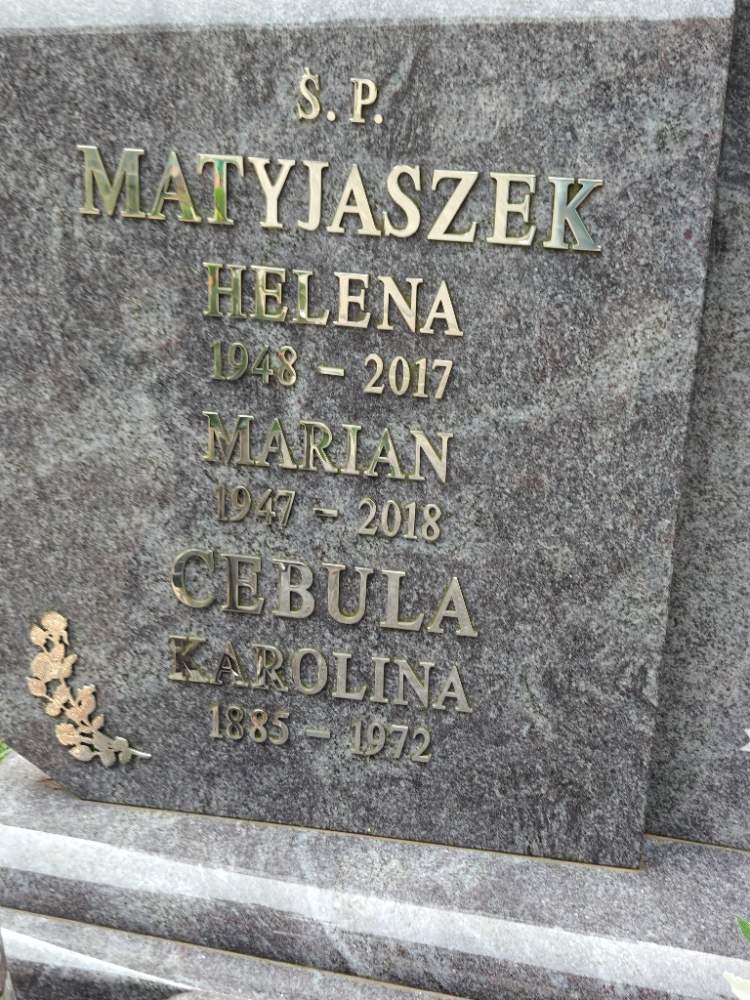 Ś. P.
MATYJASZEK
HELENA
1948 – 2017
MARIAN
1947 – 2018
CEBULA
KAROLINA
1885 – 1972